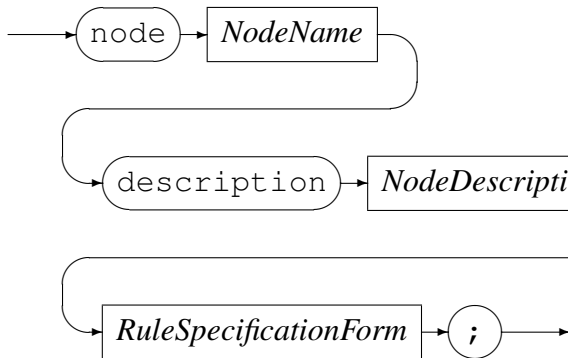 node NodeName
description NodeDescripti
RuleSpecificationForm ;